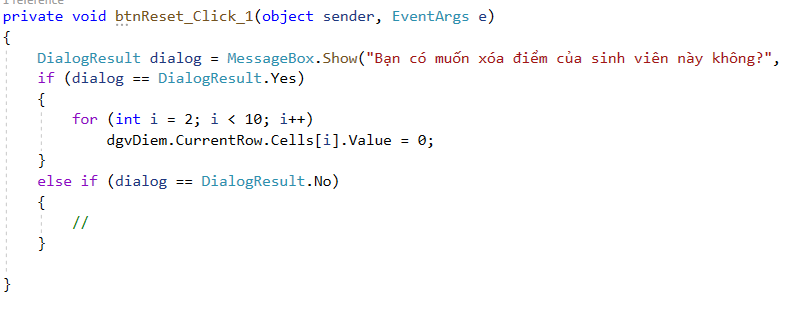 1 reference
private void btnReset_Click_1(object sender, EventArgs e)
{
DialogResult dialog = MessageBox.Show("Bạn có muốn xóa điểm của sinh viên này không?",
if (dialog == DialogResult.Yes)
{
for (int i = 2; i < 10; i++)
dgvDiem.CurrentRow.Cells[i].Value = 0;
}
else if (dialog == DialogResult.No)
{
//
}
}